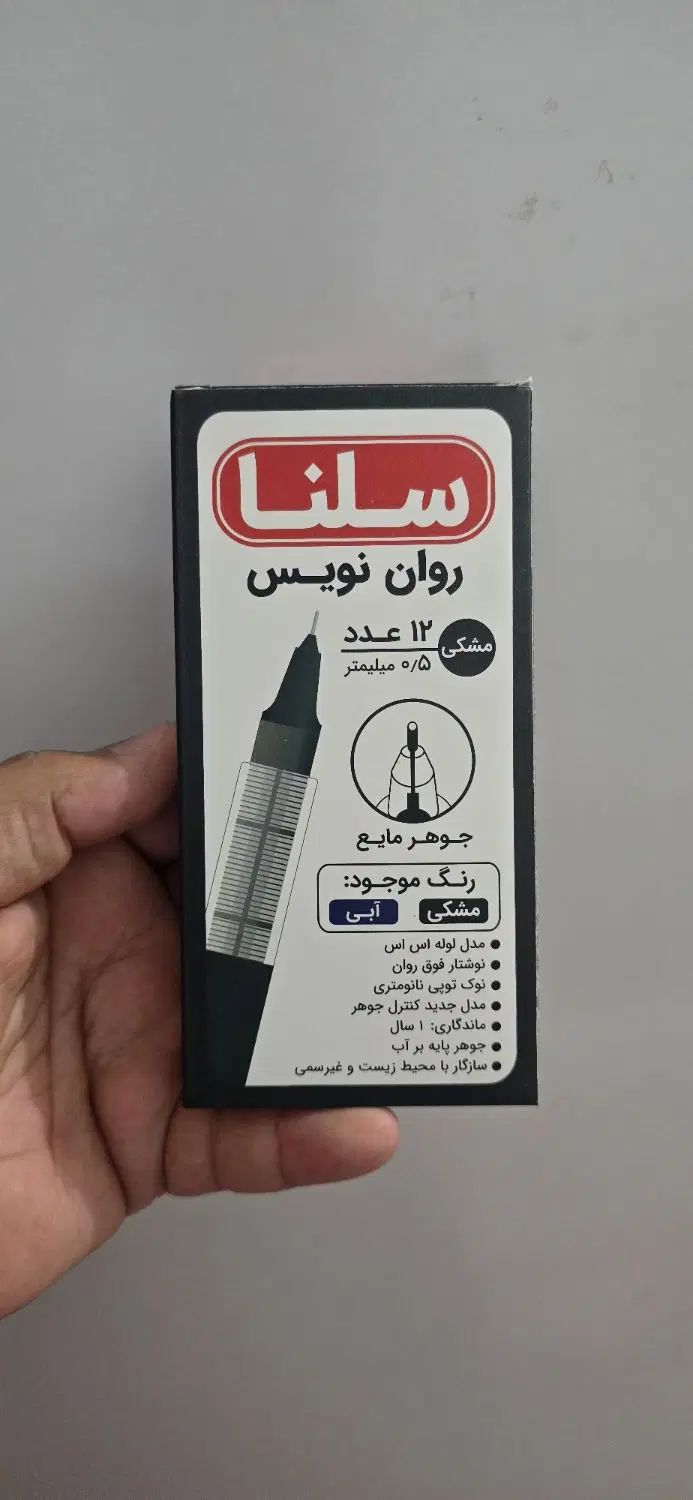 سلنا
روان نویس
۱۲ عدد
مشکی
۰/۵ میلیمتر
جوهر مایع
رنگ موجود:
مشکی آبی
● مدل لوله اس اس
● نوشتار فوق روان
● نوک توپی نانومتری
● مدل جدید کنترل جوهر
● ماندگاری: ۱ سال
● جوهر پایه بر آب
● سازگار با محیط زیست و غیرسمی